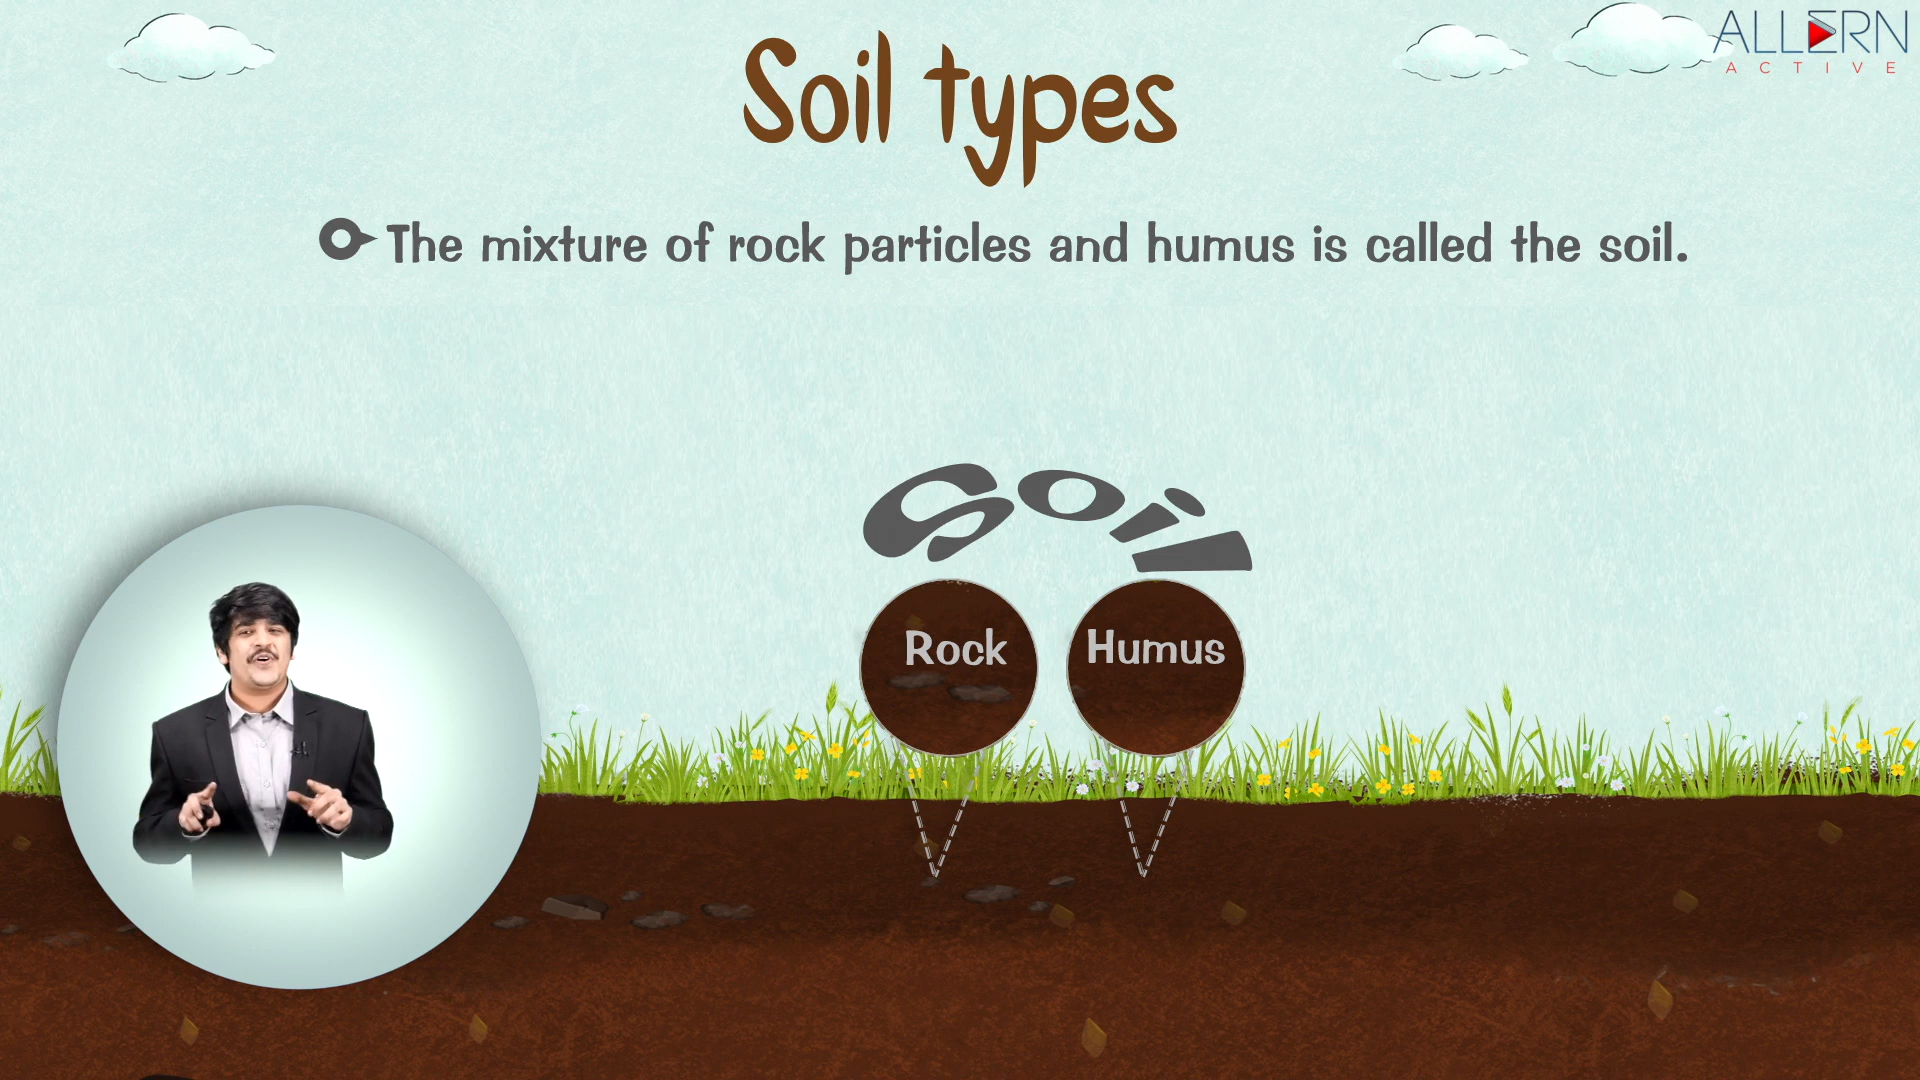 ALLERN
ACTIVE
Soil types
The mixture of rock particles and humus is called the soil.
Soil
Rock
Humus